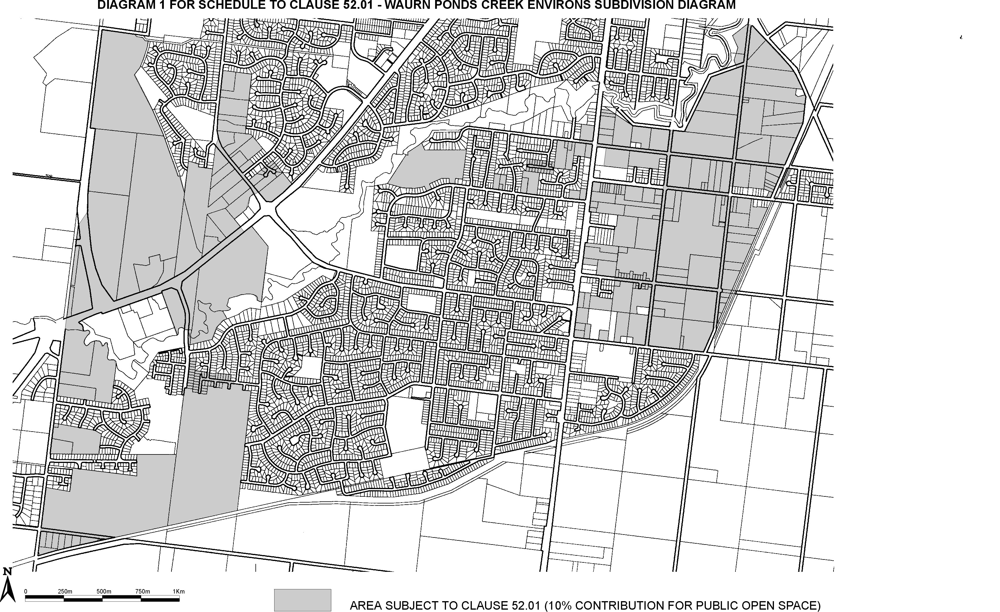 DIAGRAM 1 FOR SCHEDULE TO CLAUSE 52.01 - WAURN PONDS CREEK ENVIRONS SUBDIVISION DIAGRAM
ROAD
N
0 250m 500m 750m 1Km
AREA SUBJECT TO CLAUSE 52.01 (10% CONTRIBUTION FOR PUBLIC OPEN SPACE)